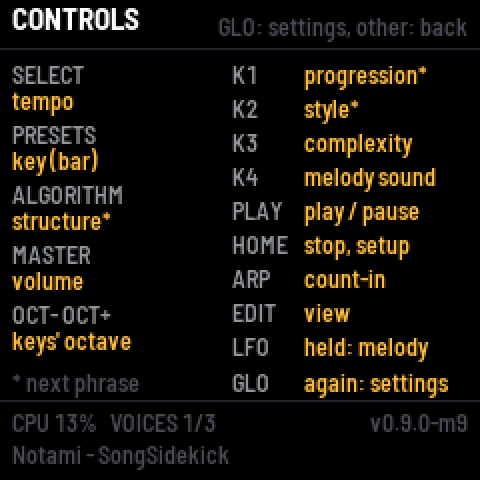 CONTROLS
GLO: settings, other: back
SELECT
tempo
PRESETS
key (bar)
ALGORITHM
structure*
MASTER
volume
OCT- OCT+
keys' octave
* next phrase
K1 progression*
K2 style*
K3 complexity
K4 melody sound
PLAY play / pause
HOME stop, setup
ARP count-in
EDIT view
LFO held: melody
GLO again: settings
CPU 13% VOICES 1/3
v0.9.0-m9
Notami - SongSidekick